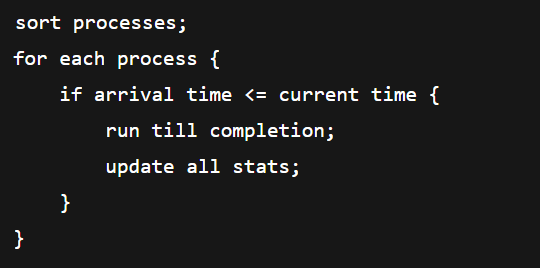 sort processes;
for each process {
    if arrival time <= current time {
        run till completion;
        update all stats;
    }
}